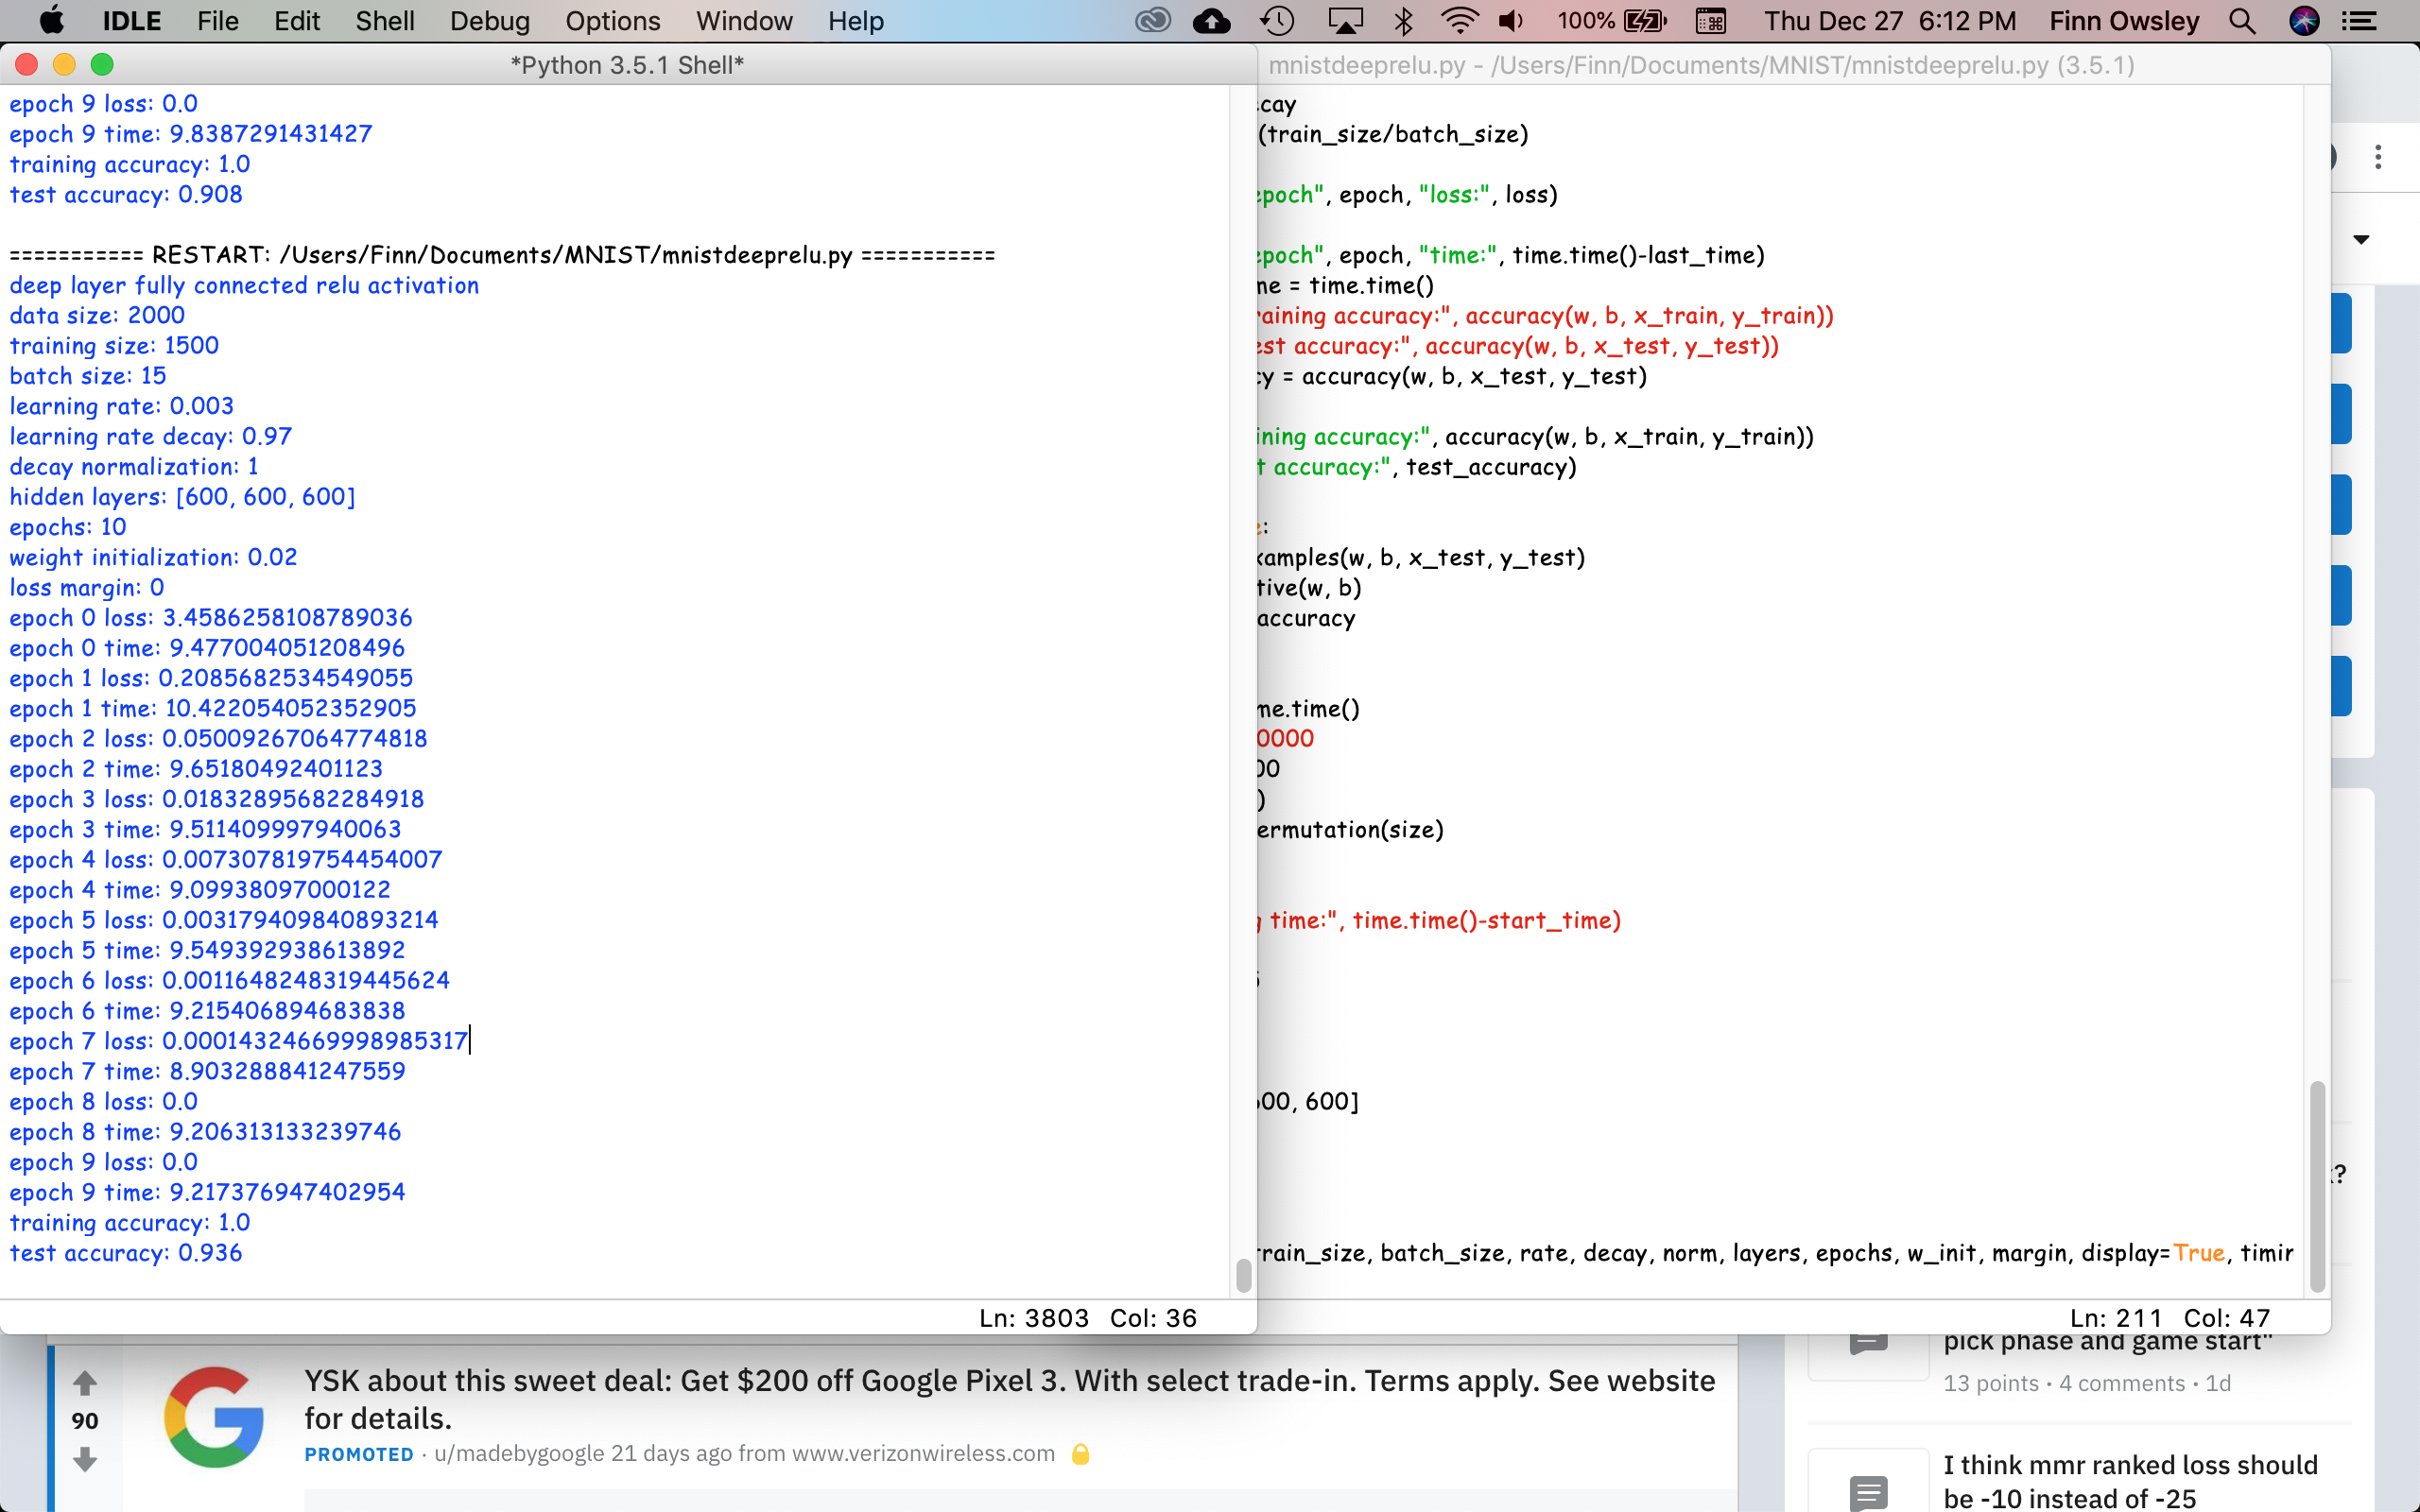 IDLE File Edit Shell Debug Options Window Help 100% Thu Dec 27 6:12 PM Finn Owsley
*Python 3.5.1 Shell*
epoch 9 loss: 0.0
epoch 9 time: 9.8387291431427
training accuracy: 1.0
test accuracy: 0.908
=========== RESTART: /Users/Finn/Documents/MNIST/mnistdeeprelu.py ===========
deep layer fully connected relu activation
data size: 2000
training size: 1500
batch size: 15
learning rate: 0.003
learning rate decay: 0.97
decay normalization: 1
hidden layers: [600, 600, 600]
epochs: 10
weight initialization: 0.02
loss margin: 0
epoch 0 loss: 3.4586258108789036
epoch 0 time: 9.477004051208496
epoch 1 loss: 0.2085682534549055
epoch 1 time: 10.422054052352905
epoch 2 loss: 0.05009267064774818
epoch 2 time: 9.65180492401123
epoch 3 loss: 0.01832895682284918
epoch 3 time: 9.511409997940063
epoch 4 loss: 0.007307819754454007
epoch 4 time: 9.09938097000122
epoch 5 loss: 0.003179409840893214
epoch 5 time: 9.549392938613892
epoch 6 loss: 0.0011648248319445624
epoch 6 time: 9.215406894683838
epoch 7 loss: 0.00014324669998985317
epoch 7 time: 8.903288841247559
epoch 8 loss: 0.0
epoch 8 time: 9.206313133239746
epoch 9 loss: 0.0
epoch 9 time: 9.217376947402954
training accuracy: 1.0
test accuracy: 0.936
Ln: 3803 Col: 36
mnistdeeprelu.py - /Users/Finn/Documents/MNIST/mnistdeeprelu.py (3.5.1)
cay
(train_size/batch_size)
epoch", epoch, "loss:", loss)
epoch", epoch, "time:", time.time()-last_time)
me = time.time()
raining accuracy:", accuracy(w, b, x_train, y_train))
est accuracy:", accuracy(w, b, x_test, y_test))
cy = accuracy(w, b, x_test, y_test)
ining accuracy:", accuracy(w, b, x_train, y_train))
t accuracy:", test_accuracy)
e:
xamples(w, b, x_test, y_test)
tive(w, b)
accuracy
me.time()
0000
00
)
ermutation(size)
g time:", time.time()-start_time)
00, 600]
train_size, batch_size, rate, decay, norm, layers, epochs, w_init, margin, display=True, timir
Ln: 211 Col: 47
?
90
YSK about this sweet deal: Get $200 off Google Pixel 3. With select trade-in. Terms apply. See website
for details.
PROMOTED · u/madebygoogle 21 days ago from www.verizonwireless.com
pick phase and game start"
13 points · 4 comments · 1d
I think mmr ranked loss should
be -10 instead of -25